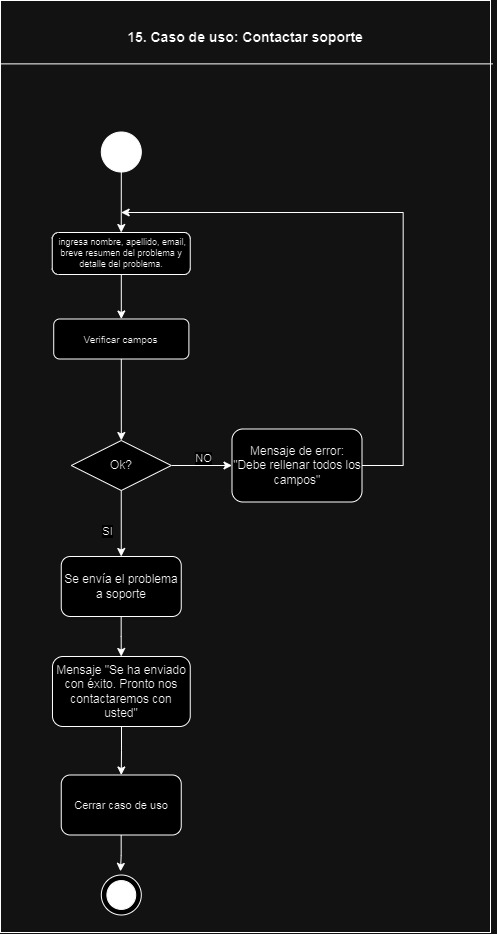 15. Caso de uso: Contactar soporte
ingresa nombre, apellido, email,
breve resumen del problema y
detalle del problema.
Verificar campos
Ok?
NO
Mensaje de error:
"Debe rellenar todos los
campos"
SI
Se envía el problema
a soporte
Mensaje "Se ha enviado
con éxito. Pronto nos
contactaremos con
usted"
Cerrar caso de uso